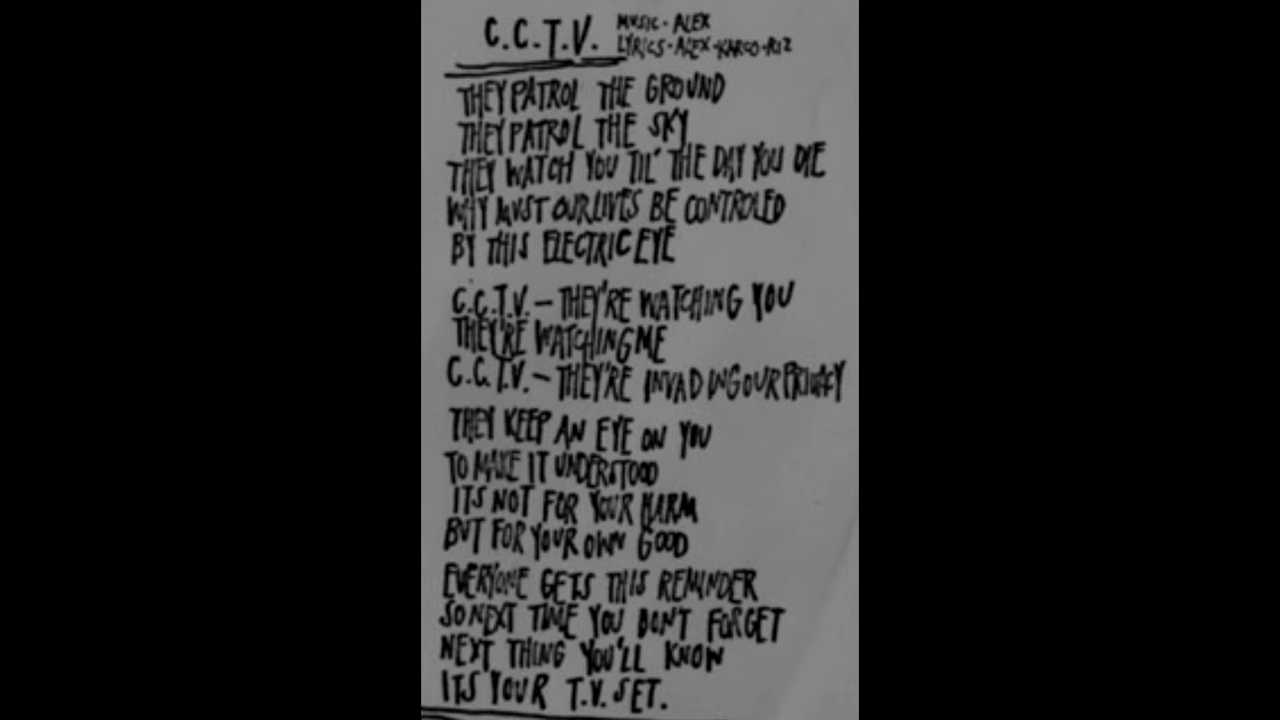 C.C.T.V. MUSIC - ALEX
LYRICS - ALEX - KARGO - RIZ
THEY PATROL THE GROUND
THEY PATROL THE SKY
THEY WATCH YOU TIL' THE DAY YOU DIE
WHY MUST OUR LIVES BE CONTROLED
BY THIS ELECTRIC EYE
C.C.T.V. – THEY'RE WATCHING YOU
THEY'RE WATCHING ME
C.C.T.V. – THEY'RE INVADING OUR PRIVACY
THEY KEEP AN EYE ON YOU
TO MAKE IT UNDERSTOOD
ITS NOT FOR YOUR HARM
BUT FOR YOUR OWN GOOD
EVERYONE GETS THIS REMINDER
SO NEXT TIME YOU DON'T FORGET
NEXT THING YOU'LL KNOW
ITS YOUR T.V. SET.